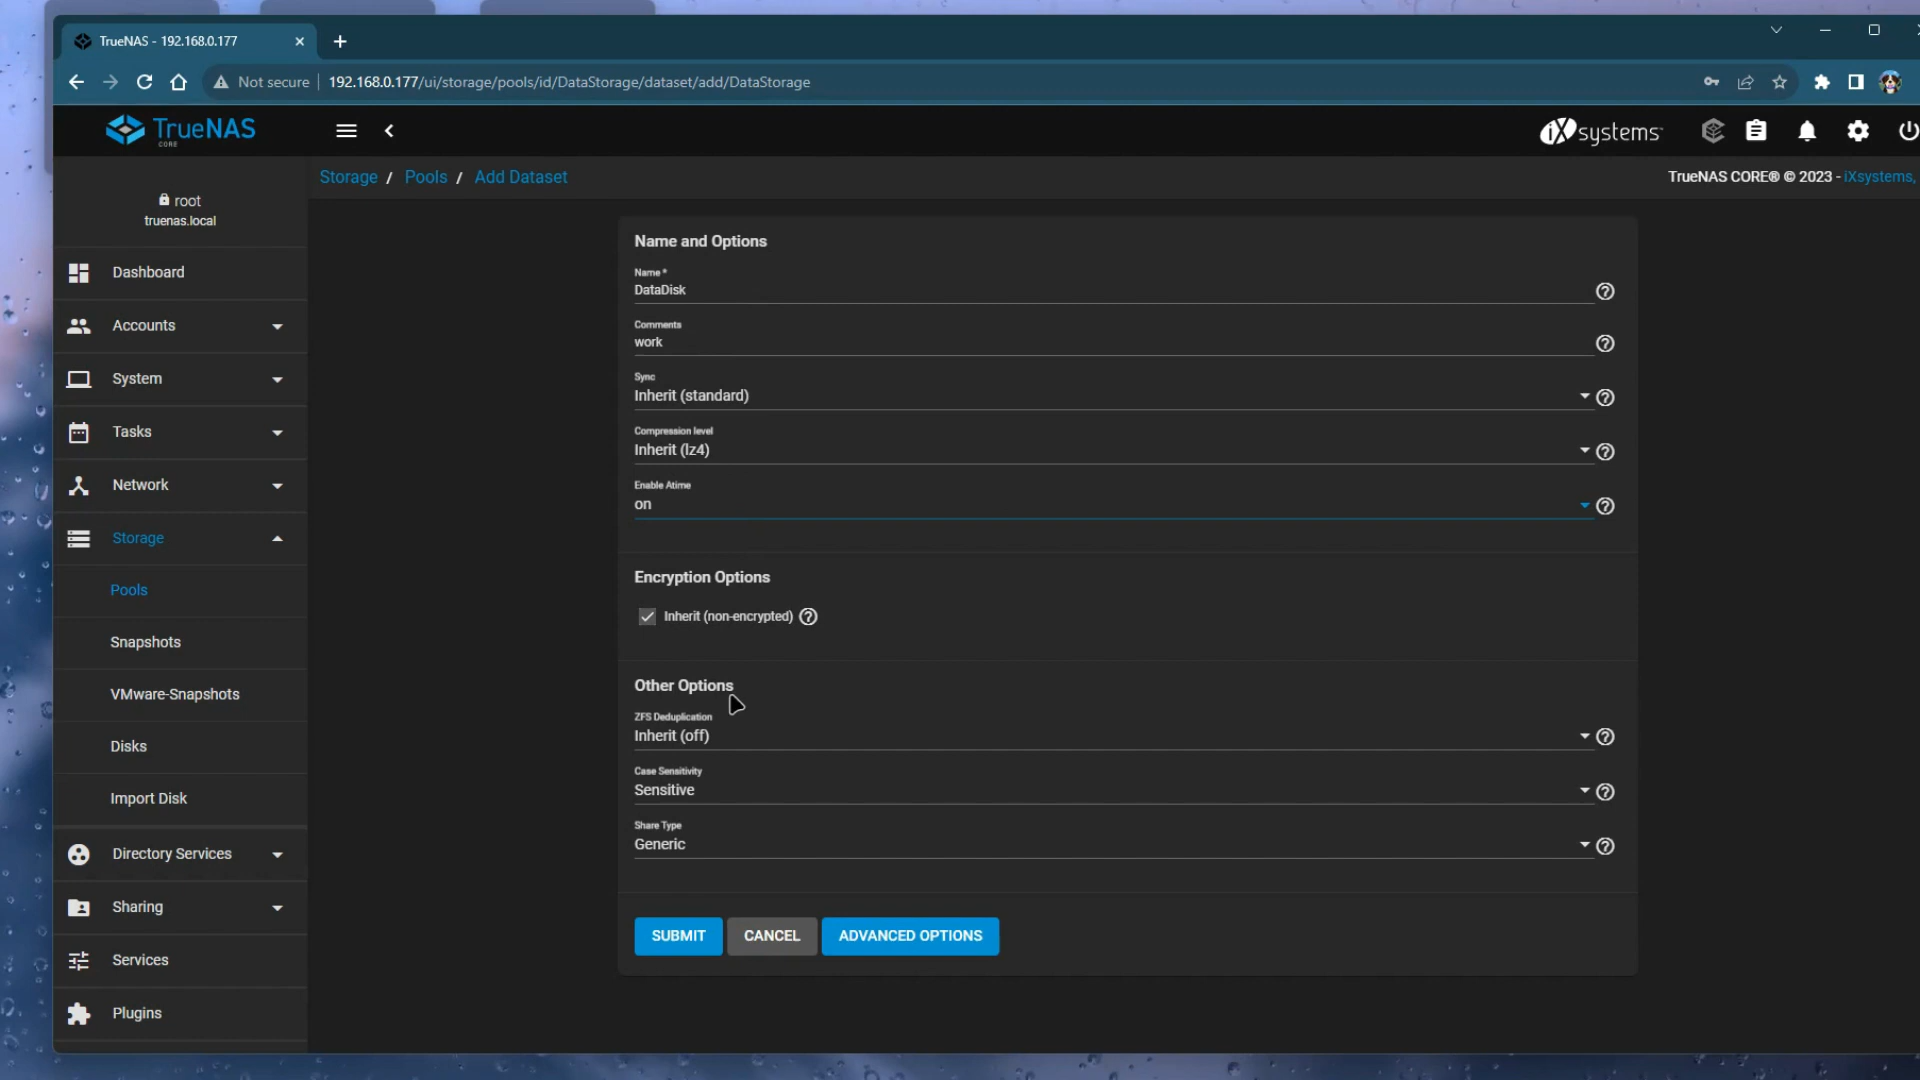 TrueNAS - 192.168.0.177
Not secure
192.168.0.177/ui/storage/pools/id/DataStorage/dataset/add/DataStorage
TrueNAS
CORE
iXsystems
Storage / Pools / Add Dataset
TrueNAS CORE® © 2023 - iXsystems,
root
truenas.local
Dashboard
Accounts
System
Tasks
Network
Storage
Pools
Snapshots
VMware-Snapshots
Disks
Import Disk
Directory Services
Sharing
Services
Plugins
Name and Options
Name *
DataDisk
Comments
work
Sync
Inherit (standard)
Compression level
Inherit (lz4)
Enable Atime
on
Encryption Options
Inherit (non-encrypted)
Other Options
ZFS Deduplication
Inherit (off)
Case Sensitivity
Sensitive
Share Type
Generic
SUBMIT
CANCEL
ADVANCED OPTIONS